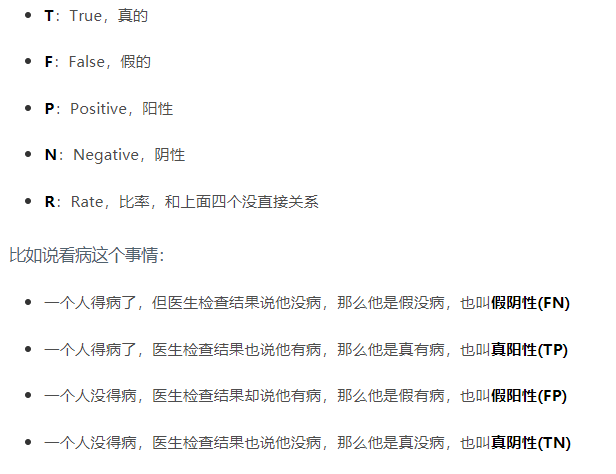 T：True，真的
F：False，假的
P：Positive，阳性
N：Negative，阴性
R：Rate，比率，和上面四个没直接关系
比如说看病这个事情：
一个人得病了，但医生检查结果说他没病，那么他是假没病，也叫假阴性(FN)
一个人得病了，医生检查结果也说他有病，那么他是真有病，也叫真阳性(TP)
一个人没得病，医生检查结果却说他有病，那么他是假有病，也叫假阳性(FP)
一个人没得病，医生检查结果也说他没病，那么他是真没病，也叫真阴性(TN)